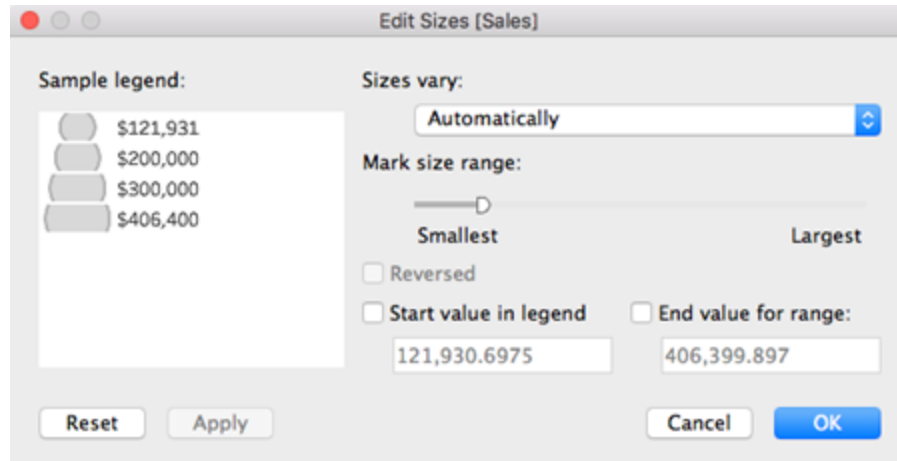 Edit Sizes [Sales]
Sample legend:
$121,931
$200,000
$300,000
$406,400
Sizes vary:
Automatically
Mark size range:
Smallest Largest
Reversed
Start value in legend End value for range:
121,930.6975 406,399.897
Reset Apply Cancel OK